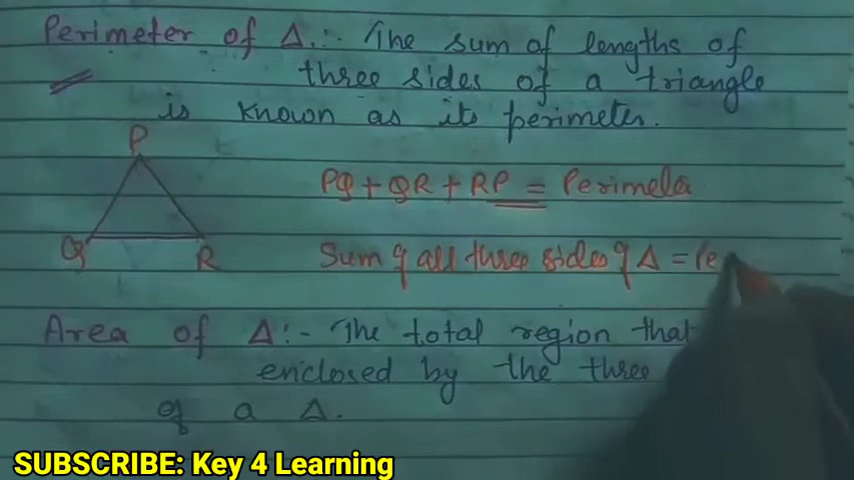 Perimeter of Δ:- The sum of lengths of
three sides of a triangle
is known as its perimeter.
P
PQ + QR + RP = Perimeter
Q R
Sum of all three sides of Δ = Pe
Area of Δ:- The total region that
enclosed by the three
of a Δ.
SUBSCRIBE: Key 4 Learning